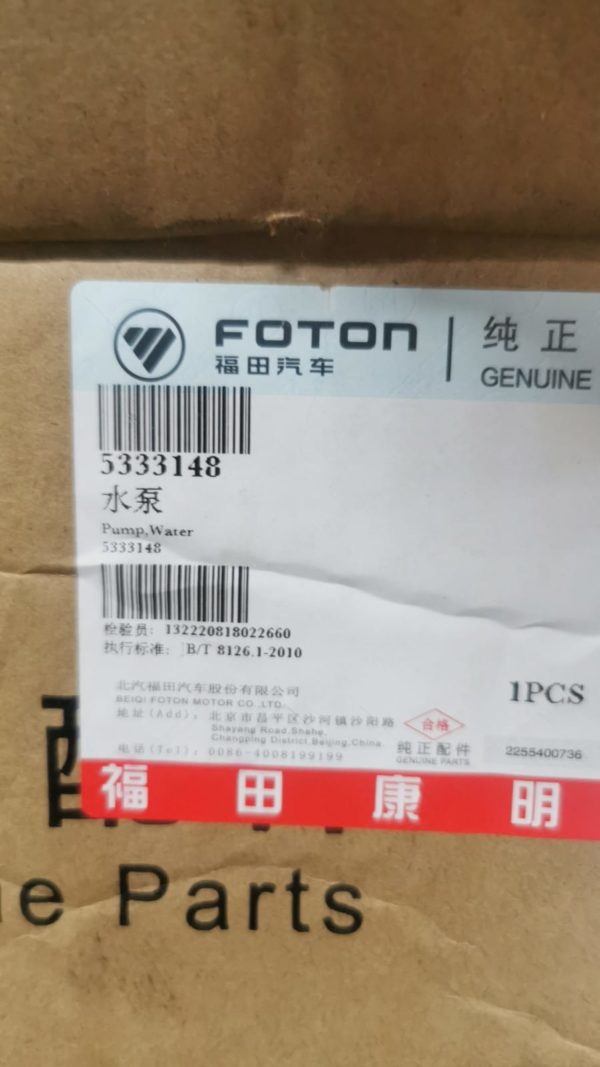 FOTON
福田汽车
纯正
GENUINE
5333148
水泵
Pump,Water
5333148
检验员: 132220818022660
执行标准: JB/T 8126.1-2010
1PCS
北汽福田汽车股份有限公司
BEIQI FOTON MOTOR CO.,LTD.
地址(Add): 北京市昌平区沙河镇沙阳路
Shayang Road,Shahe,
Changping District,Beijing,China
电话(Tel): 0086-4008199199
合格
纯正配件
GENUINE PARTS
2255400736
福田康明
e Parts